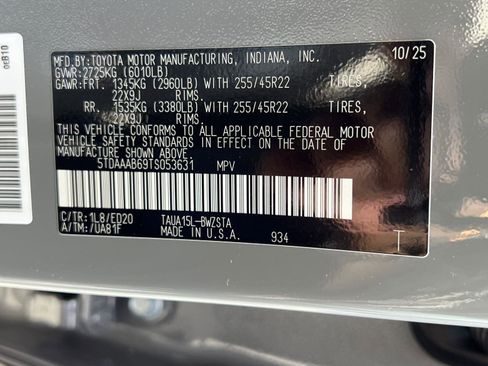 MFD.BY:TOYOTA MOTOR MANUFACTURING, INDIANA, INC. 10/25
GVWR:2725KG (6010LB)
GAWR:FRT. 1345KG (2960LB) WITH 255/45R22 TIRES,
22X9J RIMS,
RR. 1535KG (3380LB) WITH 255/45R22 TIRES,
22X9J RIMS,
THIS VEHICLE CONFORMS TO ALL APPLICABLE FEDERAL MOTOR
VEHICLE SAFETY STANDARDS IN EFFECT ON THE DATE OF
MANUFACTURE SHOWN ABOVE.
5TDAAAB69TS053631 MPV
C/TR:1L8/ED20 TAUA15L-BWZSTA
A/TM:/UA81F MADE IN U.S.A. 934 T